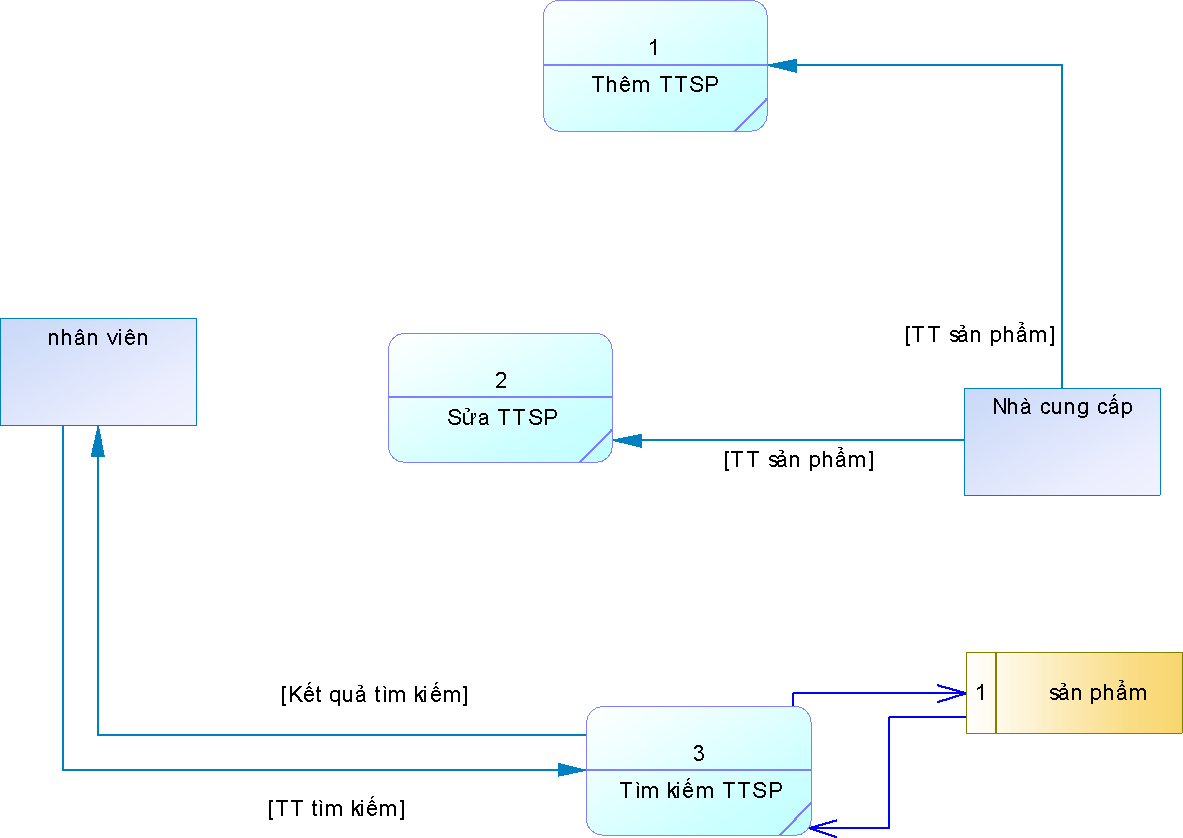 1
Thêm TTSP
[TT sản phẩm]
nhân viên
2
Sửa TTSP
Nhà cung cấp
[TT sản phẩm]
[Kết quả tìm kiếm]
1
sản phẩm
3
Tìm kiếm TTSP
[TT tìm kiếm]